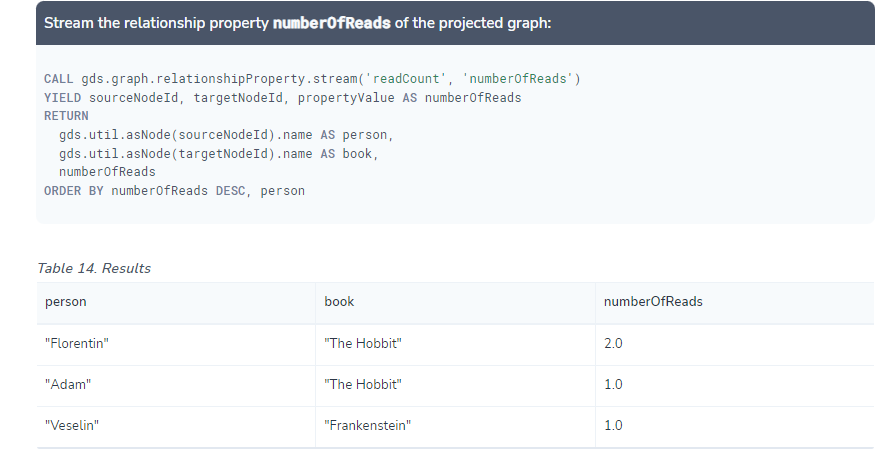 Stream the relationship property numberOfReads of the projected graph:
CALL gds.graph.relationshipProperty.stream('readCount', 'numberOfReads')
YIELD sourceNodeId, targetNodeId, propertyValue AS numberOfReads
RETURN
  gds.util.asNode(sourceNodeId).name AS person,
  gds.util.asNode(targetNodeId).name AS book,
  numberOfReads
ORDER BY numberOfReads DESC, person
Table 14. Results
person book numberOfReads
"Florentin" "The Hobbit" 2.0
"Adam" "The Hobbit" 1.0
"Veselin" "Frankenstein" 1.0